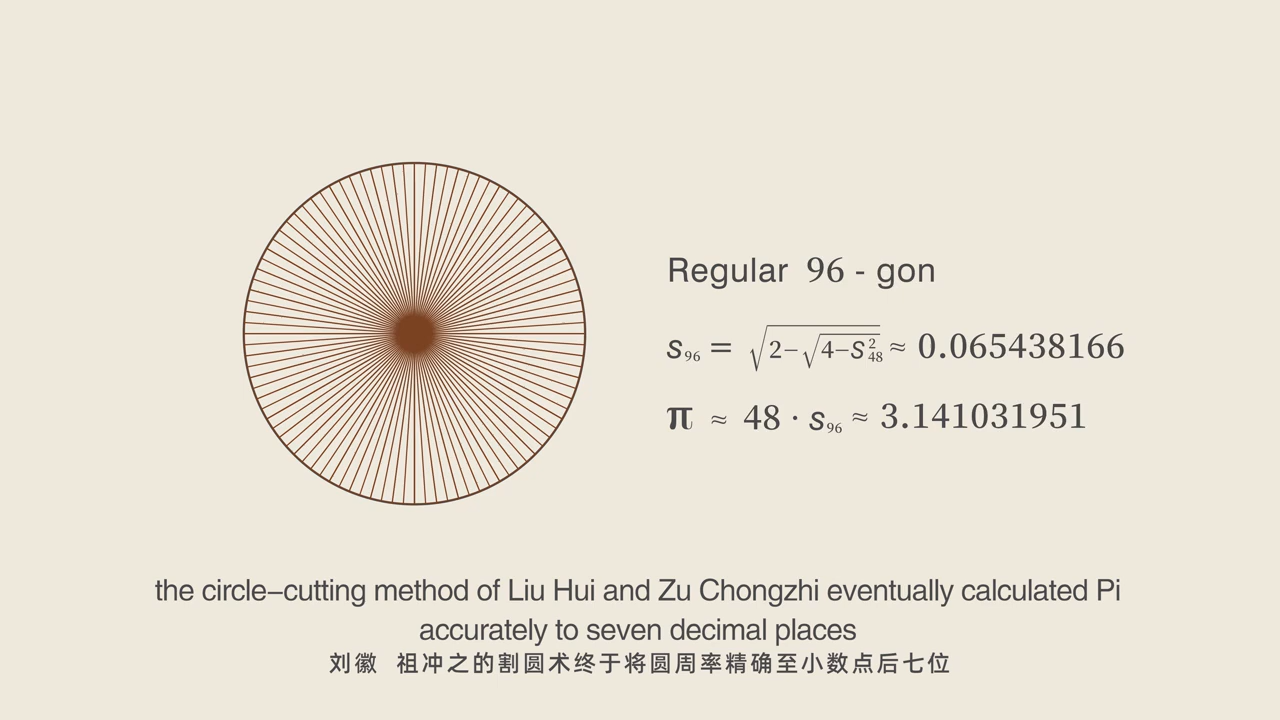 Regular 96 - gon
s₉₆ = √(2−√(4−S²₄₈)) ≈ 0.065438166
π ≈ 48 · s₉₆ ≈ 3.141031951
the circle–cutting method of Liu Hui and Zu Chongzhi eventually calculated Pi
accurately to seven decimal places
刘徽 祖冲之的割圆术终于将圆周率精确至小数点后七位